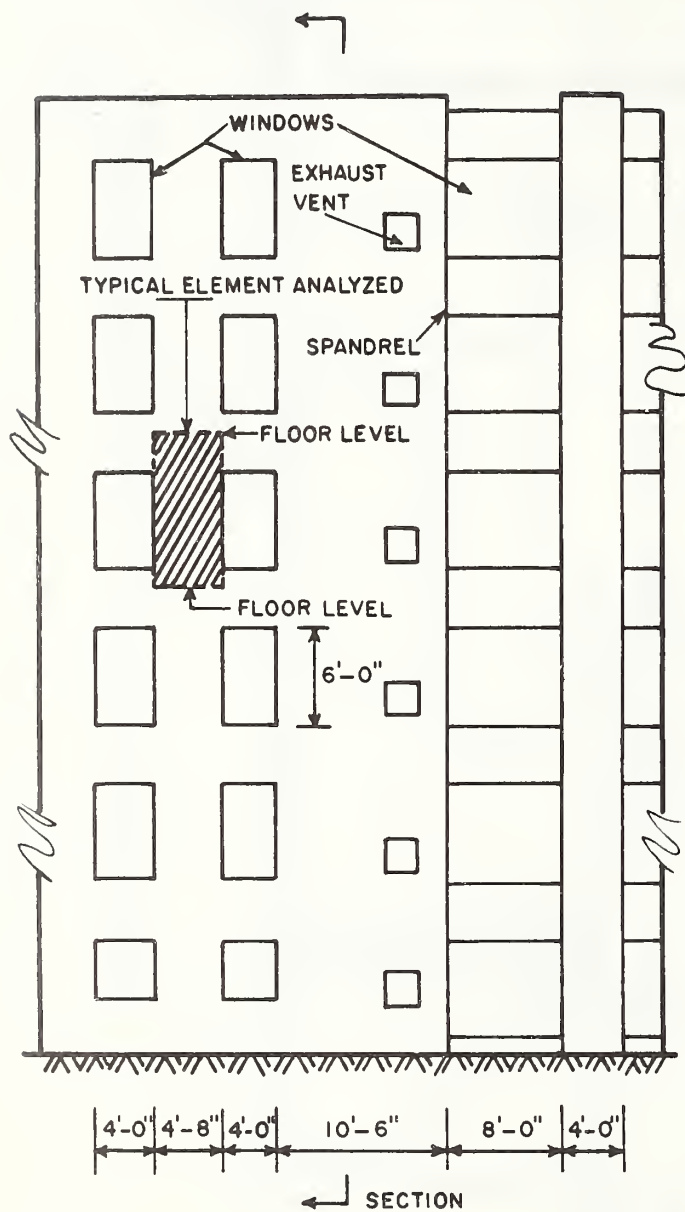 WINDOWS
EXHAUST
VENT
TYPICAL ELEMENT ANALYZED
SPANDREL
FLOOR LEVEL
FLOOR LEVEL
6'-0"
4'-0" 4'-8" 4'-0" 10'-6" 8'-0" 4'-0"
SECTION